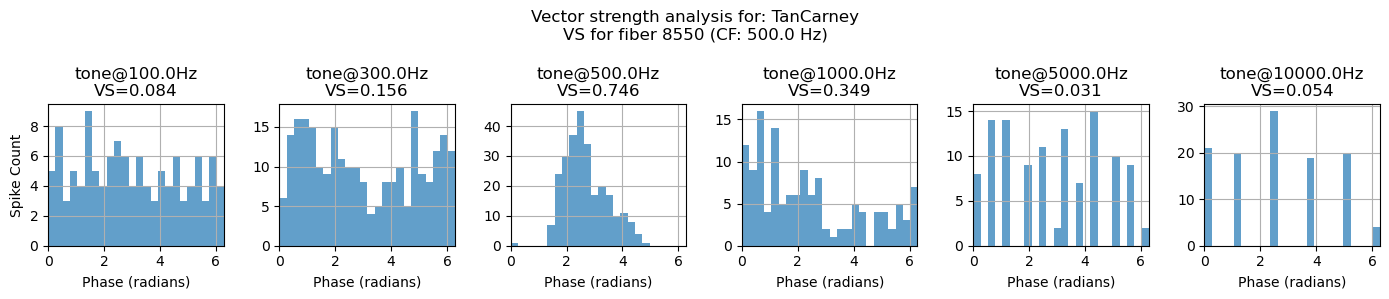 Vector strength analysis for: TanCarney
VS for fiber 8550 (CF: 500.0 Hz)
tone@100.0Hz
VS=0.084
tone@300.0Hz
VS=0.156
tone@500.0Hz
VS=0.746
tone@1000.0Hz
VS=0.349
tone@5000.0Hz
VS=0.031
tone@10000.0Hz
VS=0.054
Spike Count
8
6
4
2
0
0 2 4 6
Phase (radians)
15
10
5
0
0 2 4 6
Phase (radians)
40
30
20
10
0
0 2 4 6
Phase (radians)
15
10
5
0
0 2 4 6
Phase (radians)
15
10
5
0
0 2 4 6
Phase (radians)
30
20
10
0
0 2 4 6
Phase (radians)